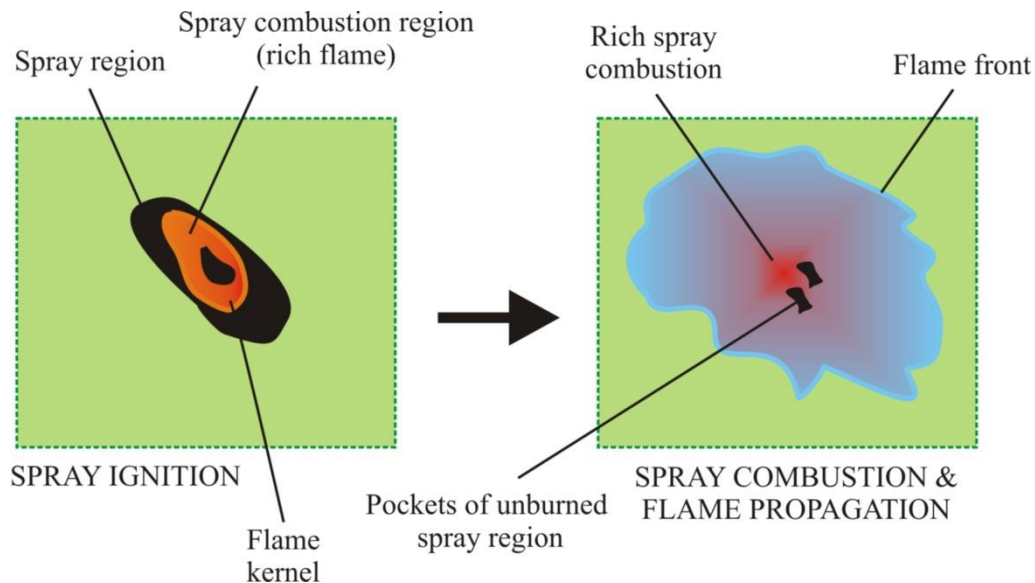 Spray region
Spray combustion region
(rich flame)
SPRAY IGNITION
Flame
kernel
Rich spray
combustion
Flame front
Pockets of unburned
spray region
SPRAY COMBUSTION &
FLAME PROPAGATION